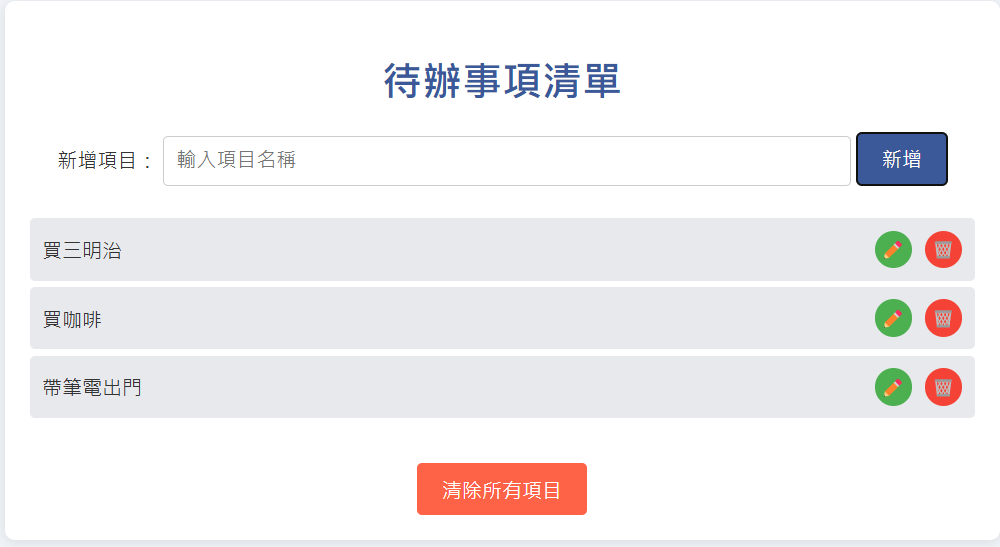 待辦事項清單
新增項目： 輸入項目名稱 新增
買三明治
買咖啡
帶筆電出門
清除所有項目